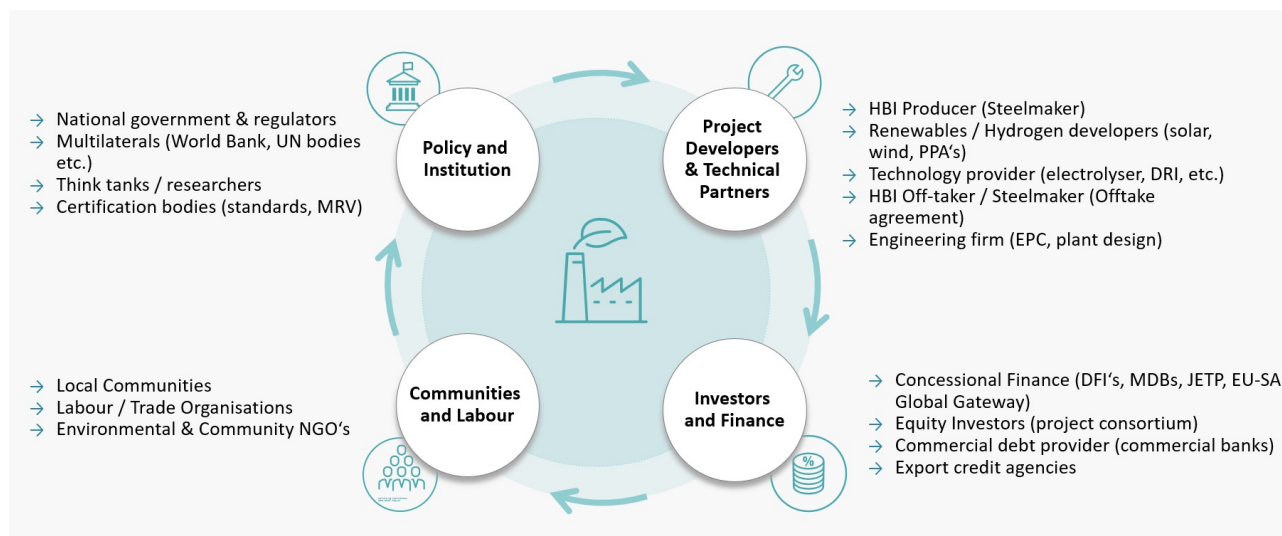 → National government & regulators
→ Multilaterals (World Bank, UN bodies
etc.)
→ Think tanks / researchers
→ Certification bodies (standards, MRV)
Policy and
Institution
Project
Developers
& Technical
Partners
→ HBI Producer (Steelmaker)
→ Renewables / Hydrogen developers (solar,
wind, PPA‘s)
→ Technology provider (electrolyser, DRI, etc.)
→ HBI Off-taker / Steelmaker (Offtake
agreement)
→ Engineering firm (EPC, plant design)
→ Local Communities
→ Labour / Trade Organisations
→ Environmental & Community NGO‘s
Communities
and Labour
Investors
and Finance
→ Concessional Finance (DFI‘s, MDBs, JETP, EU-SA
Global Gateway)
→ Equity Investors (project consortium)
→ Commercial debt provider (commercial banks)
→ Export credit agencies
%